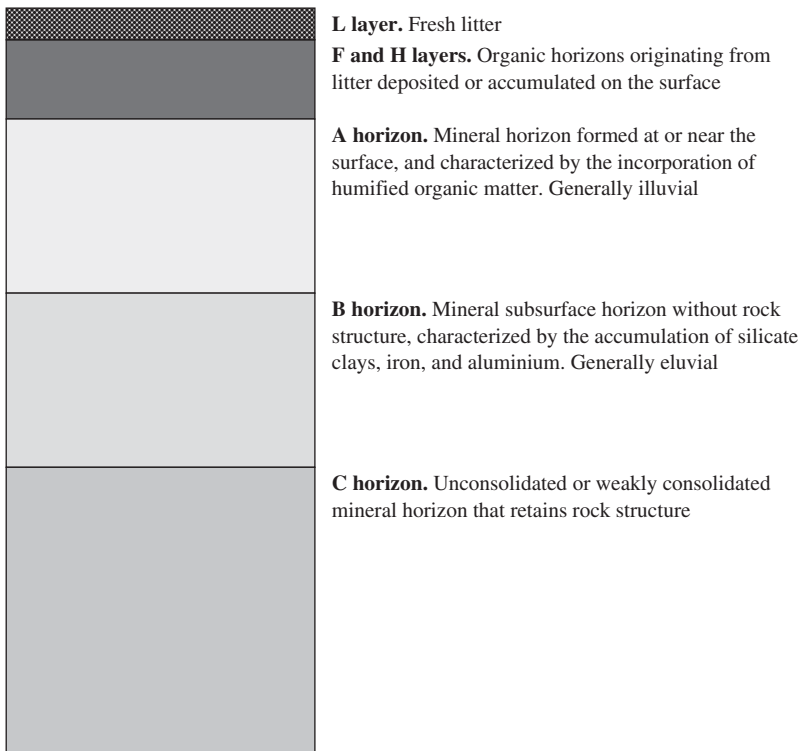 L layer. Fresh litter
F and H layers. Organic horizons originating from
litter deposited or accumulated on the surface
A horizon. Mineral horizon formed at or near the
surface, and characterized by the incorporation of
humified organic matter. Generally illuvial
B horizon. Mineral subsurface horizon without rock
structure, characterized by the accumulation of silicate
clays, iron, and aluminium. Generally eluvial
C horizon. Unconsolidated or weakly consolidated
mineral horizon that retains rock structure